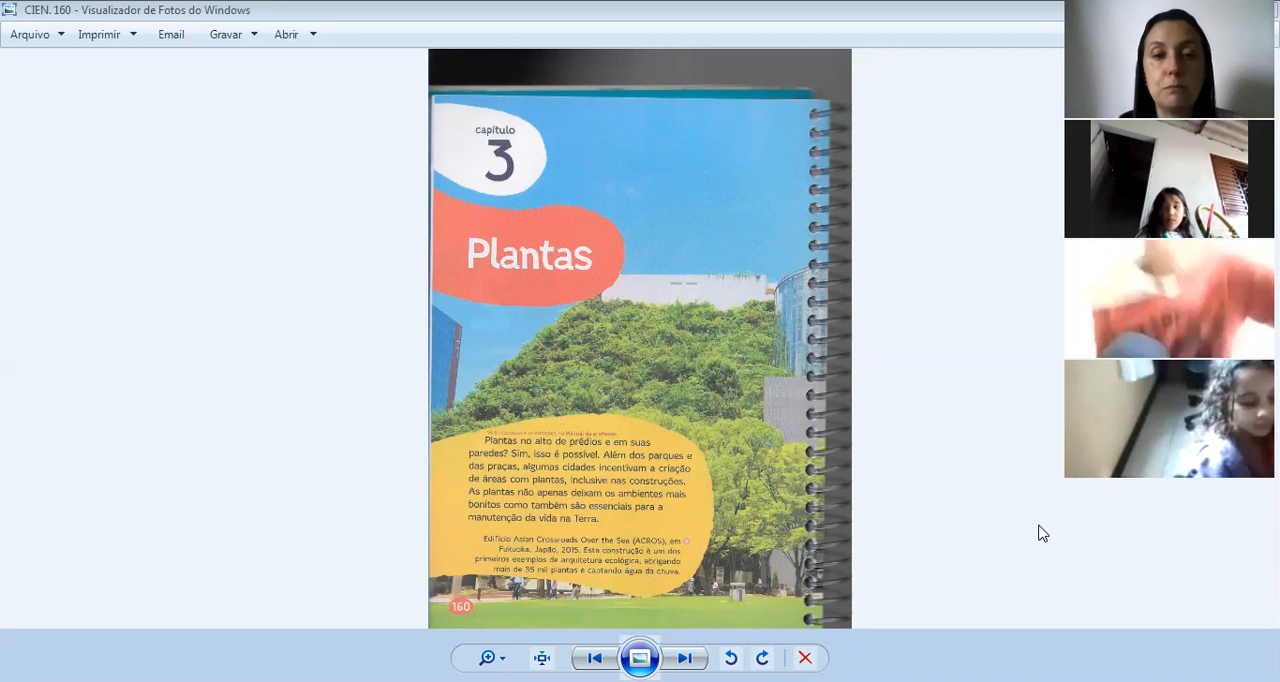 CIEN. 160 - Visualizador de Fotos do Windows
Arquivo Imprimir Email Gravar Abrir
capítulo
3
Plantas
Plantas no alto de prédios e em suas
paredes? Sim, isso é possível. Além dos parques e
das praças, algumas cidades incentivam a criação
de áreas com plantas, inclusive nas construções.
As plantas não apenas deixam os ambientes mais
bonitos como também são essenciais para a
manutenção da vida na Terra.
Edifício Asian Crossroads Over the Sea (ACROS), em
Fukuoka, Japão, 2015. Esta construção é um dos
primeiros exemplos de arquitetura ecológica, abrigando
mais de 35 mil plantas e captando água da chuva.
160